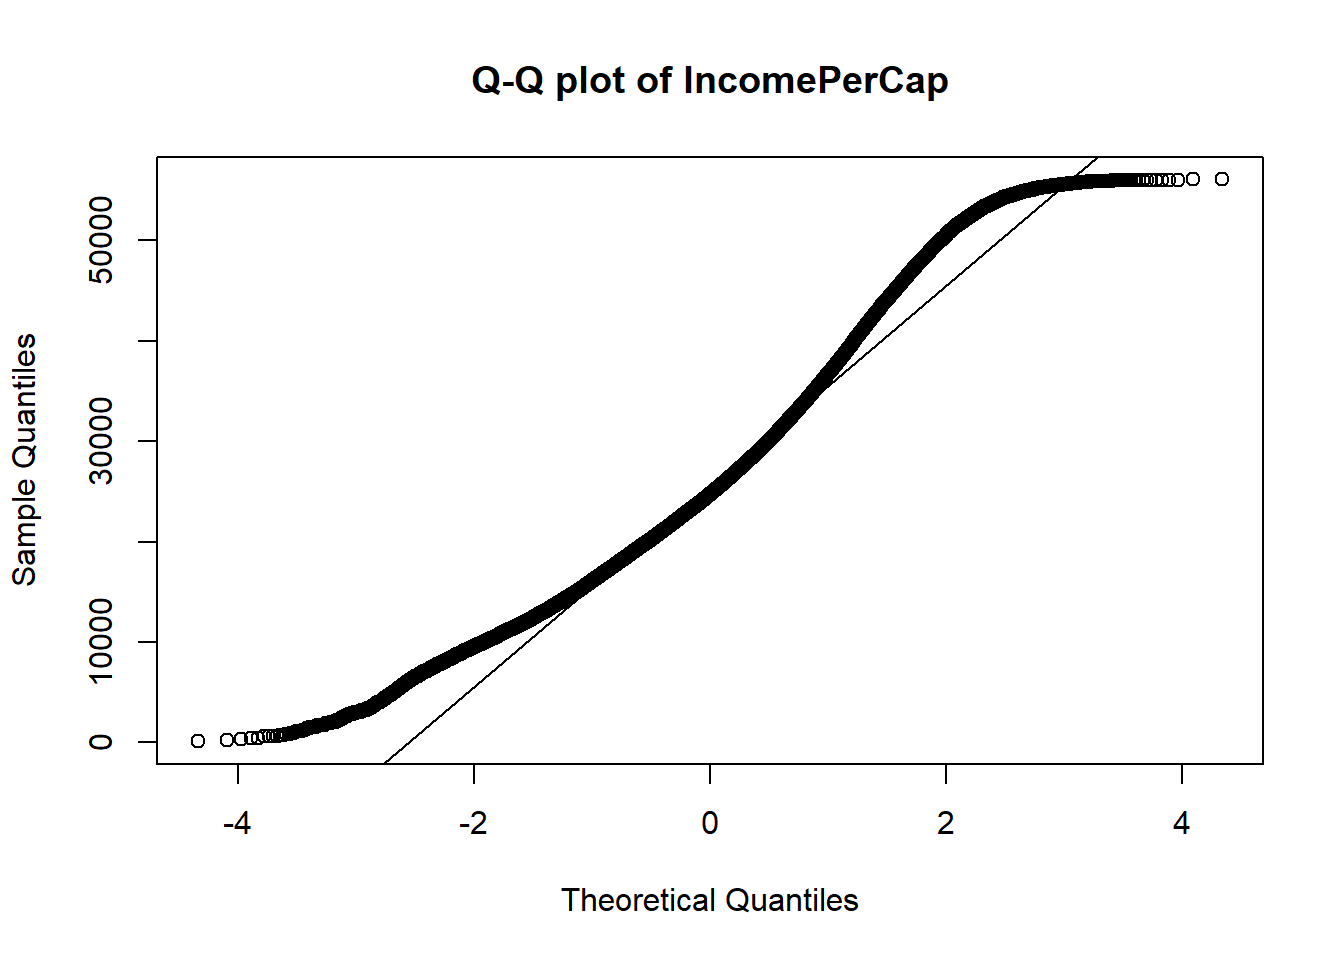 Q-Q plot of IncomePerCap
Sample Quantiles
50000
30000
10000
0
-4 -2 0 2 4
Theoretical Quantiles